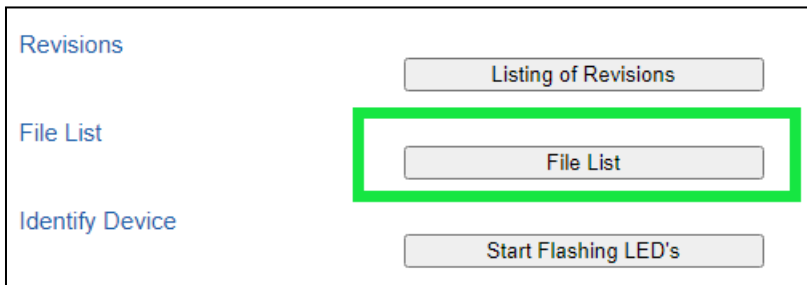 Revisions
Listing of Revisions
File List
File List
Identify Device
Start Flashing LED's